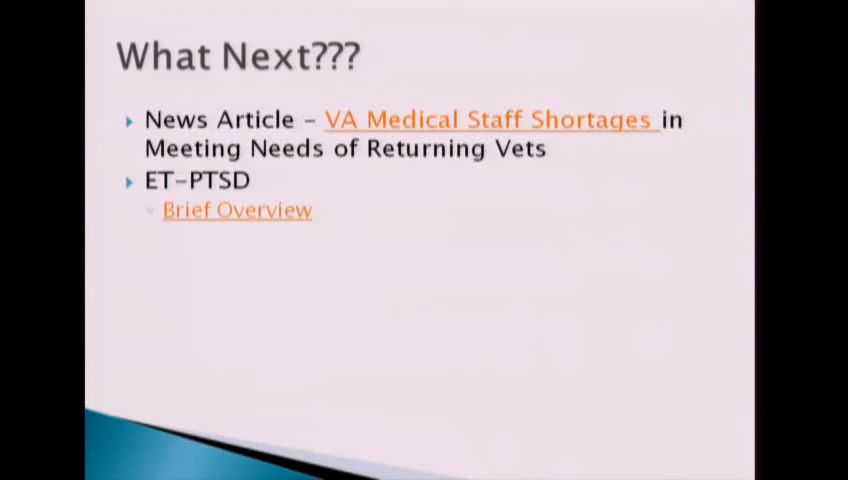 What Next???
News Article – VA Medical Staff Shortages in
Meeting Needs of Returning Vets
ET-PTSD
Brief Overview